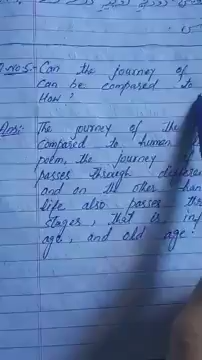 Q.No 5:- Can the journey of
can be compared to
How?
Ans: The journey of the
compared to human
poem, the journey
passes through
and on the other
life also passes
stages, that is
age, and old age